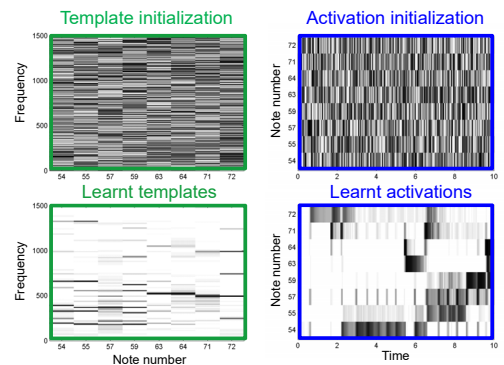 Template initialization
Activation initialization
1500
1000
500
0
Frequency
54 55 57 59 63 64 71 72
72
71
64
63
59
57
55
54
Note number
0 2 4 6 8 10
Learnt templates
Learnt activations
1500
1000
500
0
Frequency
54 55 57 59 63 64 71 72
Note number
72
71
64
63
59
57
55
54
Note number
0 2 4 6 8 10
Time